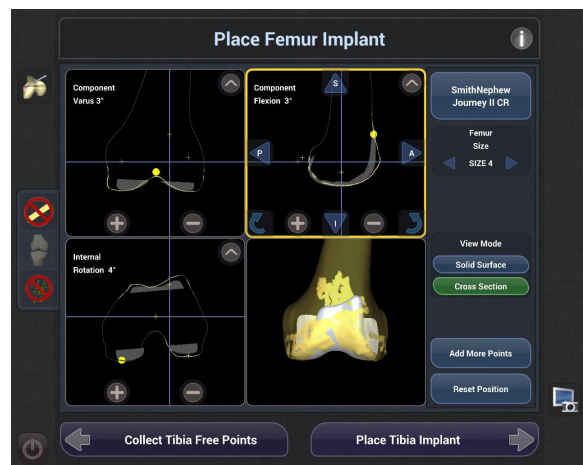 Place Femur Implant
i
Component
Varus 3°
Component
Flexion 3°
S
P
A
I
SmithNephew
Journey II CR
Femur
Size
SIZE 4
Internal
Rotation 4°
View Mode
Solid Surface
Cross Section
Add More Points
Reset Position
Collect Tibia Free Points
Place Tibia Implant